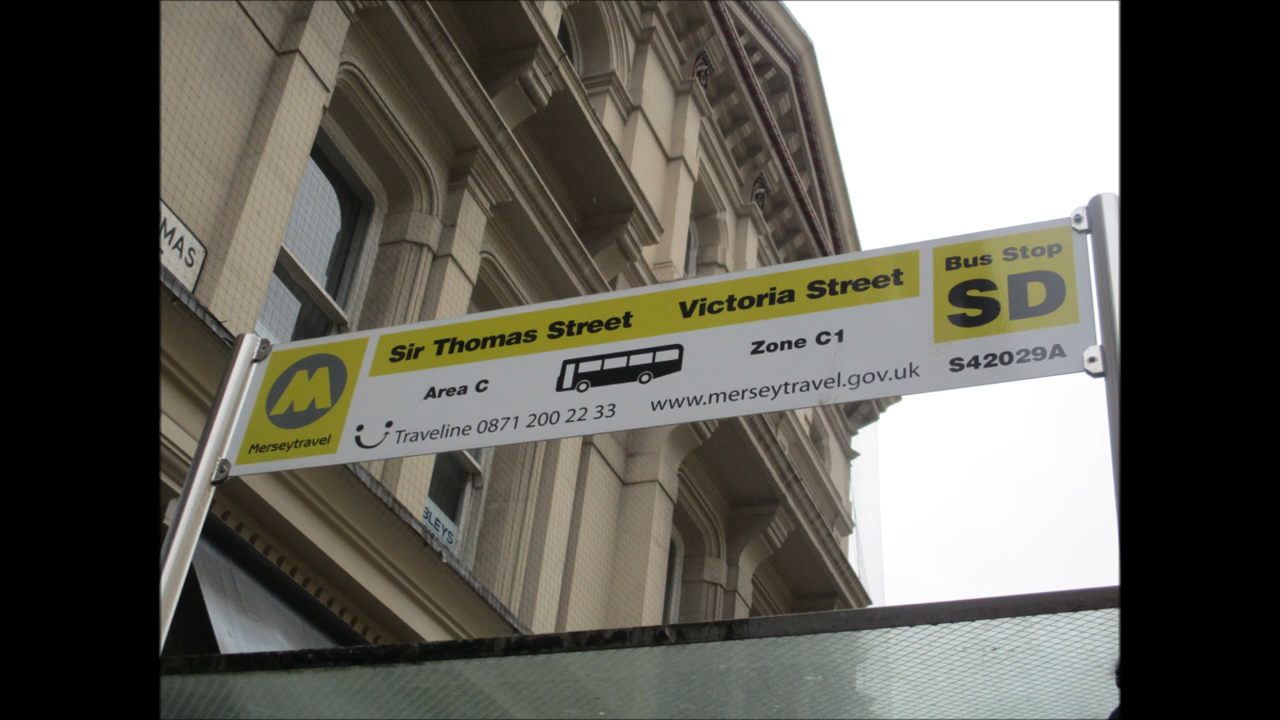 MAS
Sir Thomas Street Victoria Street
Bus Stop
SD
Area C
Zone C1
S42029A
M
Merseytravel
Traveline 0871 200 22 33
www.merseytravel.gov.uk
BLEYS